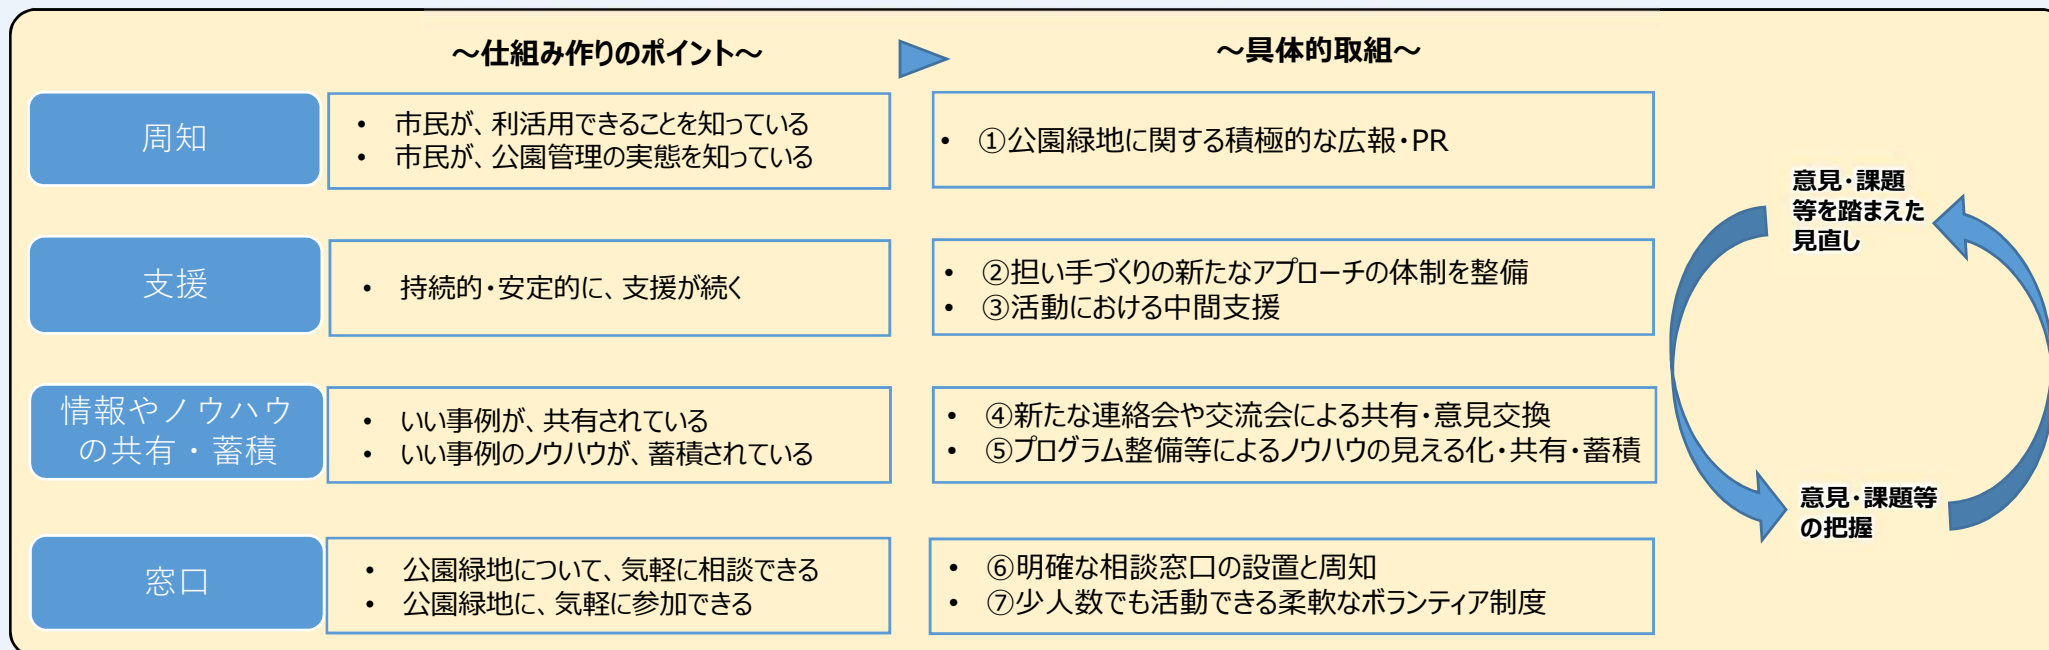 ～仕組み作りのポイント～
～具体的取組～
周知
• 市民が、利活用できることを知っている
• 市民が、公園管理の実態を知っている
• ①公園緑地に関する積極的な広報・PR
支援
• 持続的・安定的に、支援が続く
• ②担い手づくりの新たなアプローチの体制を整備
• ③活動における中間支援
情報やノウハウ
の共有・蓄積
• いい事例が、共有されている
• いい事例のノウハウが、蓄積されている
• ④新たな連絡会や交流会による共有・意見交換
• ⑤プログラム整備等によるノウハウの見える化・共有・蓄積
窓口
• 公園緑地について、気軽に相談できる
• 公園緑地に、気軽に参加できる
• ⑥明確な相談窓口の設置と周知
• ⑦少人数でも活動できる柔軟なボランティア制度
意見・課題
等を踏まえた
見直し
意見・課題等
の把握